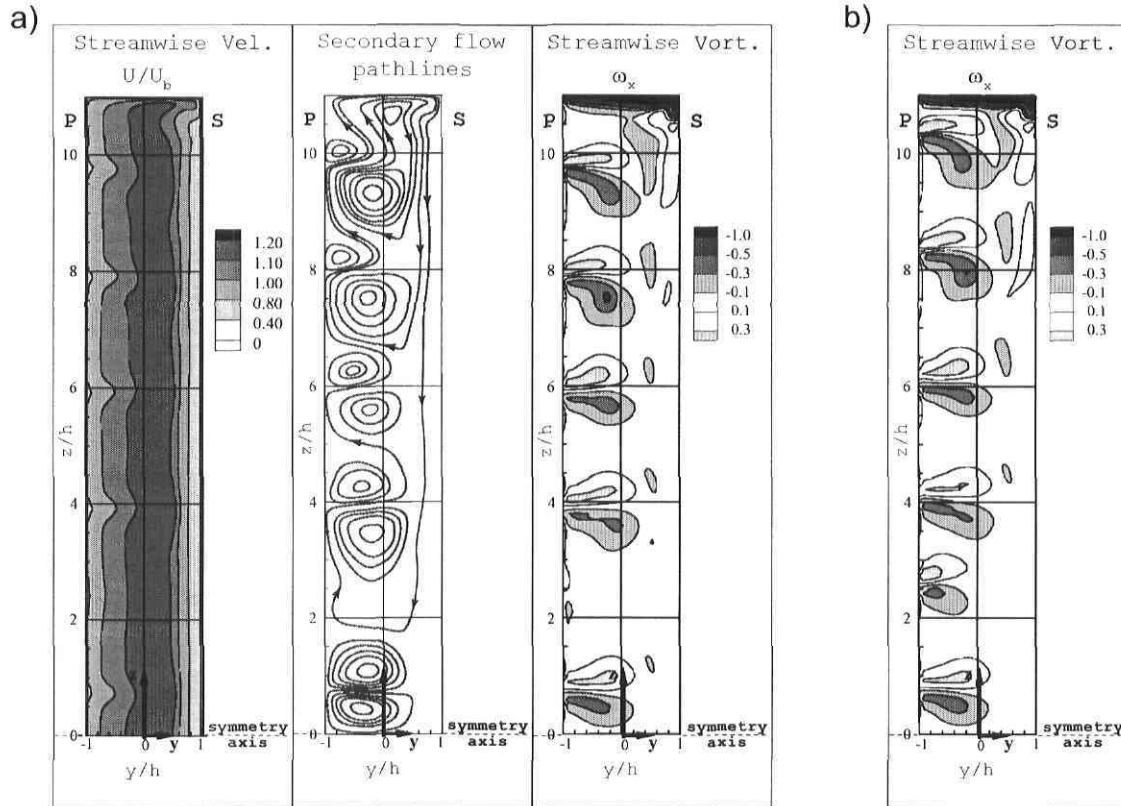 a)
Streamwise Vel.
U/U_b
P
S
10
8
6
4
2
0
z/h
1.20
1.10
1.00
0.80
0.40
0
symmetry
axis
-1
0
y
1
y/h
Secondary flow
pathlines
P
S
10
8
6
4
2
0
z/h
symmetry
axis
-1
0
y
1
y/h
Streamwise Vort.
ω_x
P
S
10
8
6
4
2
0
z/h
-1.0
-0.5
-0.3
-0.1
0.1
0.3
symmetry
axis
-1
0
y
1
y/h
b)
Streamwise Vort.
ω_x
P
S
10
8
6
4
2
0
z/h
-1.0
-0.5
-0.3
-0.1
0.1
0.3
symmetry
axis
-1
0
y
1
y/h